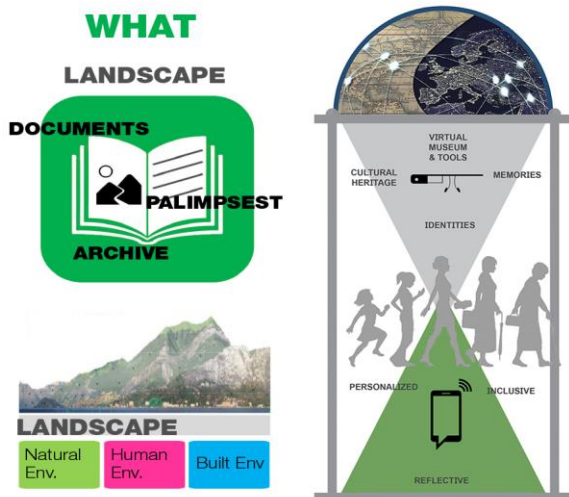 WHAT
LANDSCAPE
DOCUMENTS
PALIMPSEST
ARCHIVE
LANDSCAPE
Natural
Env.
Human
Env.
Built Env
VIRTUAL
MUSEUM
& TOOLS
CULTURAL
HERITAGE
MEMORIES
IDENTITIES
PERSONALIZED
INCLUSIVE
REFLECTIVE